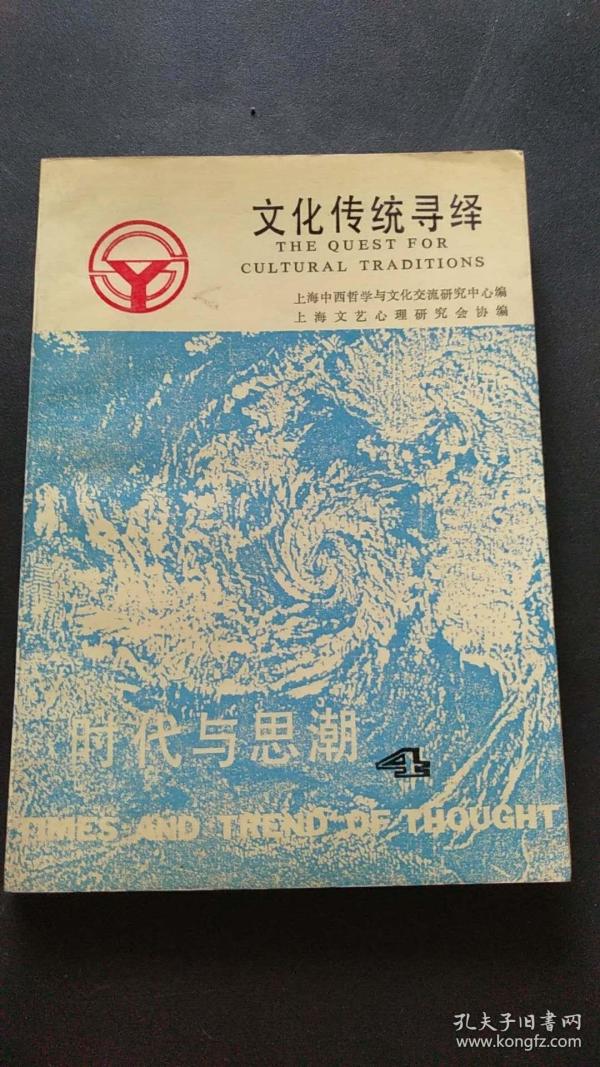 文化传统寻绎
THE QUEST FOR
CULTURAL TRADITIONS
上海中西哲学与文化交流研究中心编
上海文艺心理研究会协编
时代与思潮 4
TIMES AND TREND OF THOUGHT
孔夫子旧书网
www.kongfz.com